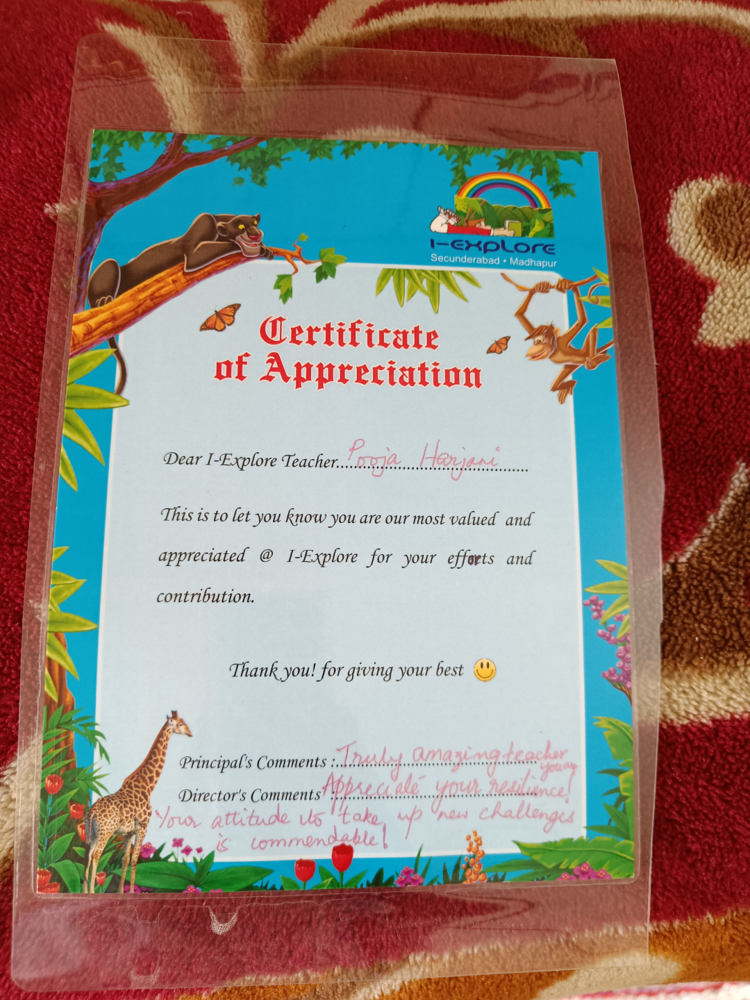 I-EXPLORE
Secunderabad • Madhapur
Certificate
of Appreciation
Dear I-Explore Teacher......Pooja Harjani......
This is to let you know you are our most valued and
appreciated @ I-Explore for your efforts and
contribution.
Thank you! for giving your best
Principal's Comments :..Truly amazing teacher
you are
Director's Comments :..Appreciate your resilience!
Your attitude to take up new challenges
is commendable!